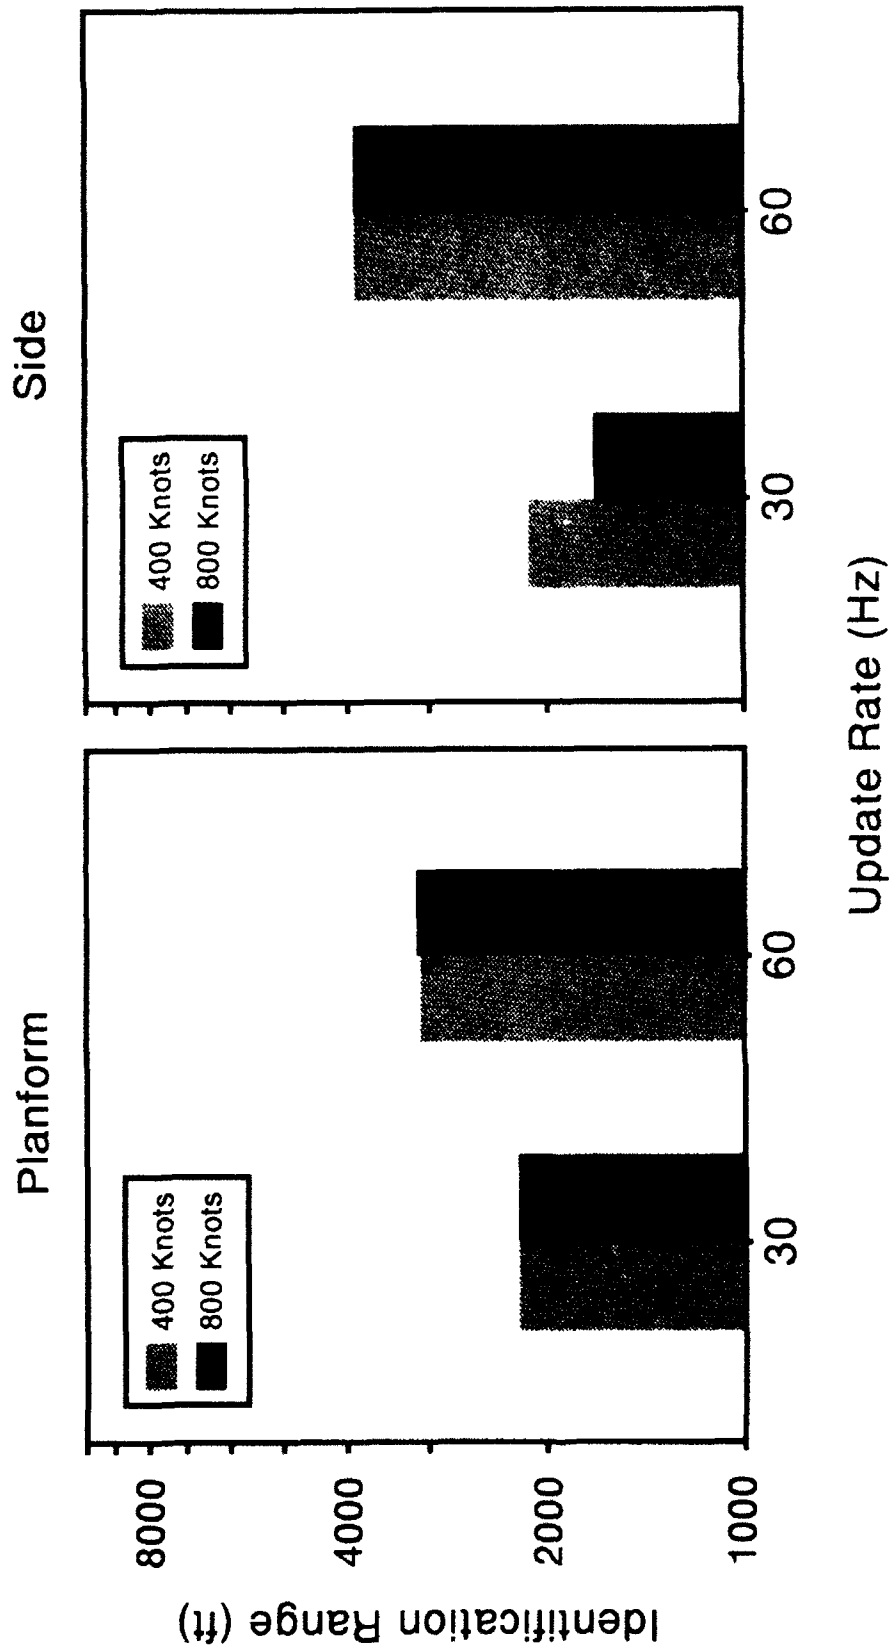 Planform
Side
400 Knots
800 Knots
400 Knots
800 Knots
Identification Range (ft)
8000
4000
2000
1000
30
60
30
60
Update Rate (Hz)